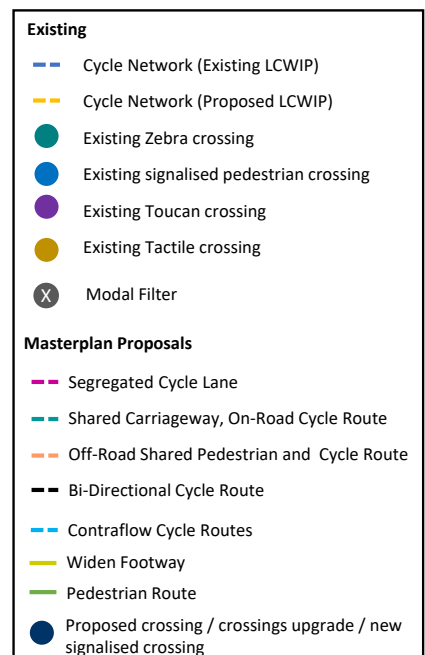 Existing
Cycle Network (Existing LCWIP)
Cycle Network (Proposed LCWIP)
Existing Zebra crossing
Existing signalised pedestrian crossing
Existing Toucan crossing
Existing Tactile crossing
X Modal Filter
Masterplan Proposals
Segregated Cycle Lane
Shared Carriageway, On-Road Cycle Route
Off-Road Shared Pedestrian and Cycle Route
Bi-Directional Cycle Route
Contraflow Cycle Routes
Widen Footway
Pedestrian Route
Proposed crossing / crossings upgrade / new
signalised crossing